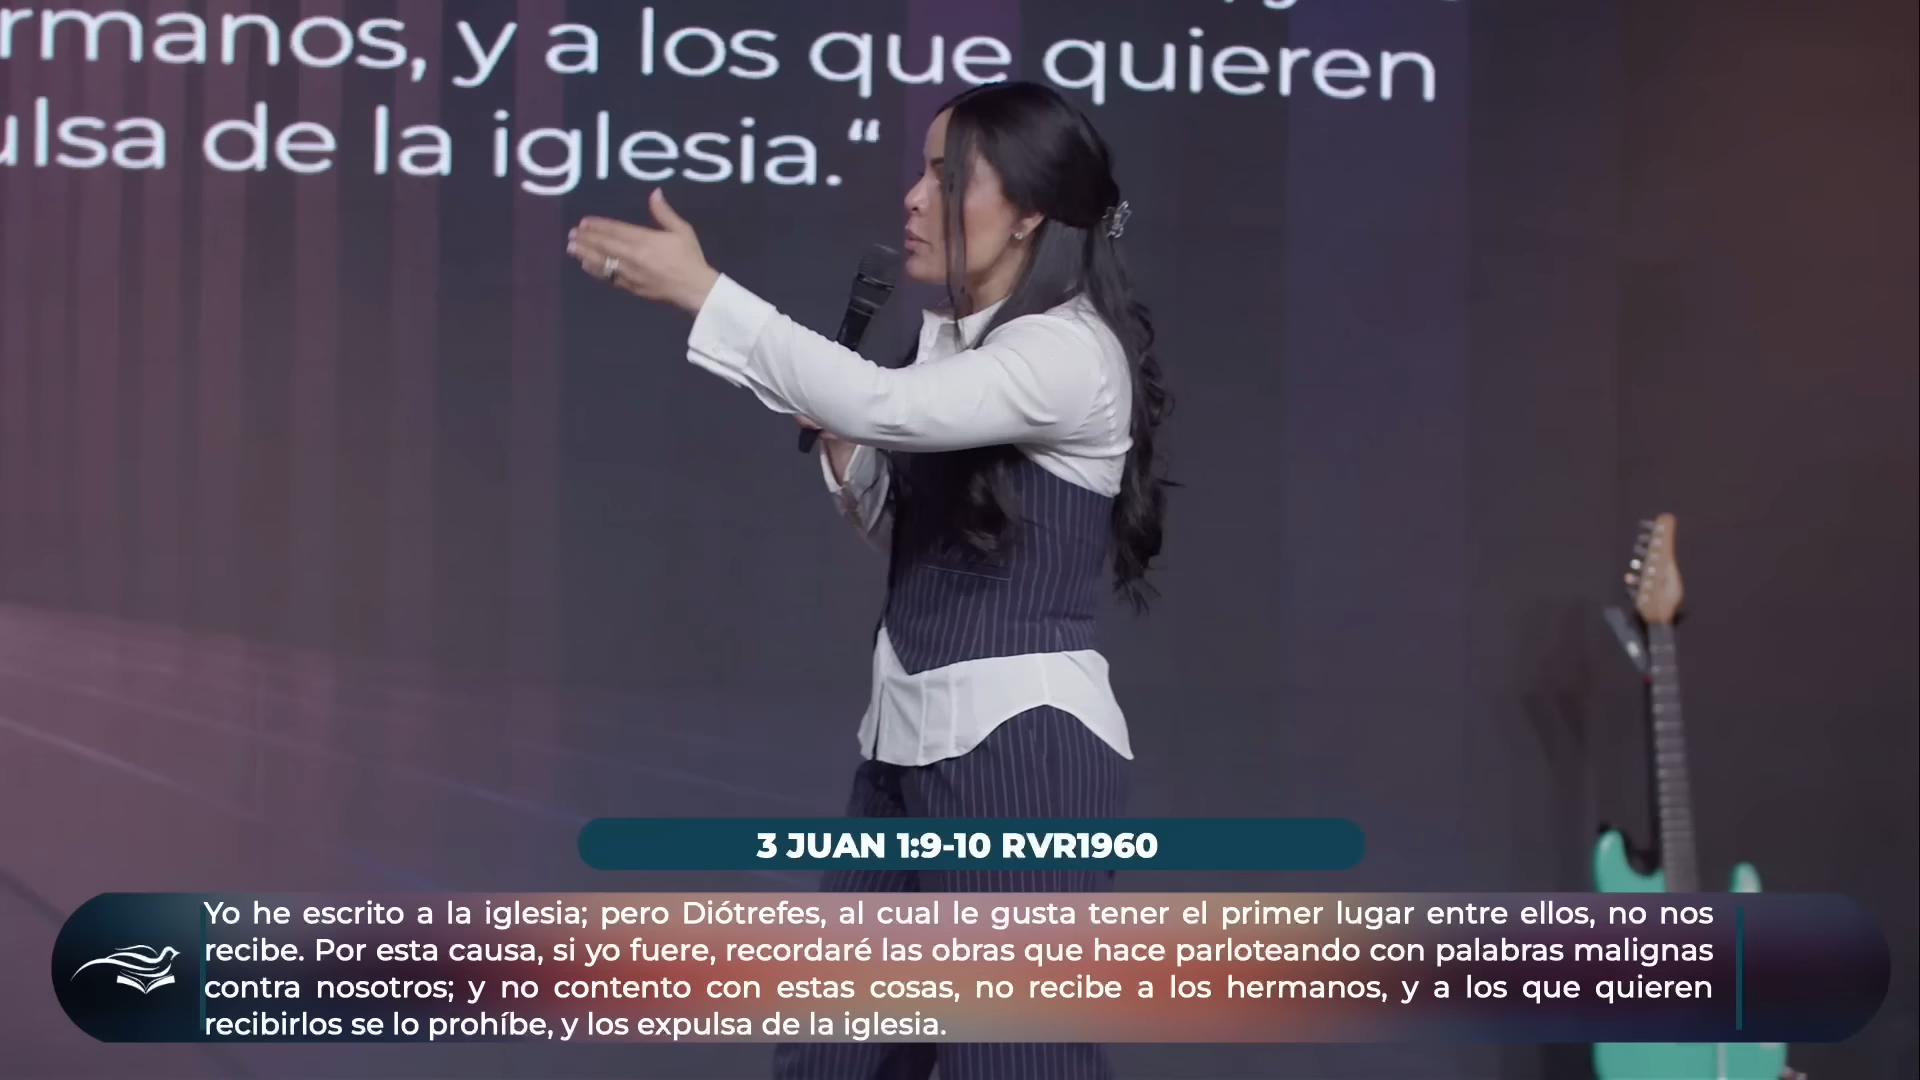 rmanos, y a los que quieren
ulsa de la iglesia.“
3 JUAN 1:9-10 RVR1960
Yo he escrito a la iglesia; pero Diótrefes, al cual le gusta tener el primer lugar entre ellos, no nos
recibe. Por esta causa, si yo fuere, recordaré las obras que hace parloteando con palabras malignas
contra nosotros; y no contento con estas cosas, no recibe a los hermanos, y a los que quieren
recibirlos se lo prohíbe, y los expulsa de la iglesia.